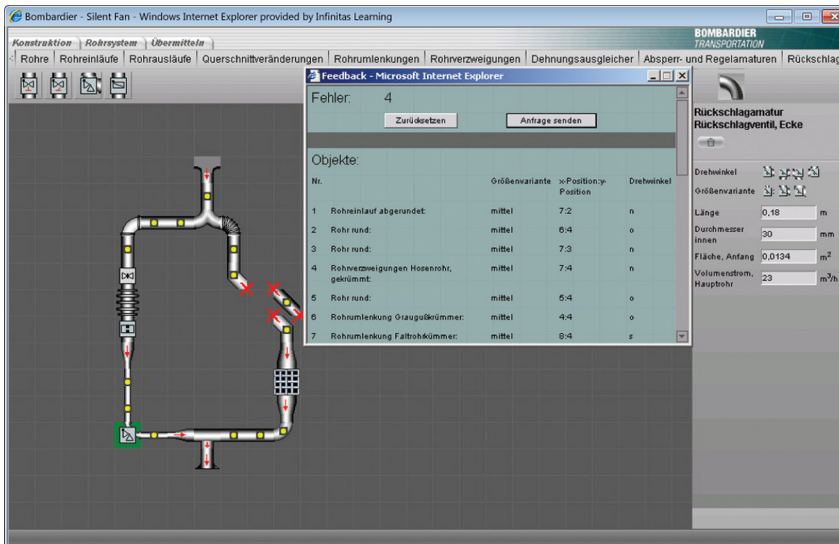 Bombardier - Silent Fan - Windows Internet Explorer provided by Infinitas Learning
BOMBARDIER
TRANSPORTATION
Konstruktion Rohrsystem Übermitteln
Rohre Rohreinläufe Rohrausläufe Querschnittveränderungen Rohrumlenkungen Rohrverzweigungen Dehnungsausgleicher Absperr- und Regelamaturen Rückschlag
Feedback - Microsoft Internet Explorer
Fehler: 4
Zurücksetzen Anfrage senden
Objekte:
Nr. Größenvariante x-Position:y-Position Drehwinkel
1 Rohreinlauf abgerundet: mittel 7:2 n
2 Rohr rund: mittel 6:4 o
3 Rohr rund: mittel 7:3 n
4 Rohrverzweigungen Hosenrohr, gekrümmt: mittel 7:4 n
5 Rohr rund: mittel 5:4 o
6 Rohrumlenkung Graugußkrümmer: mittel 4:4 o
7 Rohrumlenkung Faltrohrkümmer: mittel 8:4 s
Rückschlagamatur
Rückschlagventil, Ecke
Drehwinkel
Größenvariante
Länge 0,18 m
Durchmesser innen 30 mm
Fläche, Anfang 0,0134 m²
Volumenstrom, Hauptrohr 23 m³/h